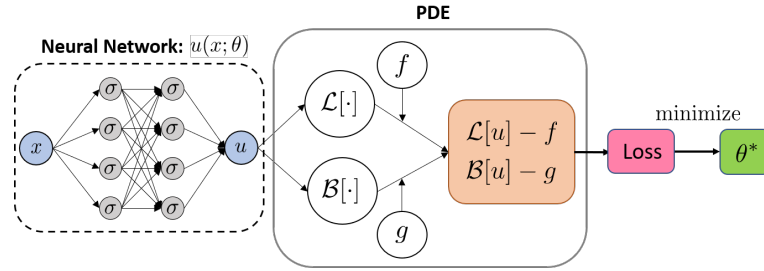 PDE
Neural Network: u(x; θ)
x
σ
σ
σ
σ
σ
σ
σ
σ
u
ℒ[·]
ℬ[·]
f
g
ℒ[u] − f
ℬ[u] − g
Loss
minimize
θ*